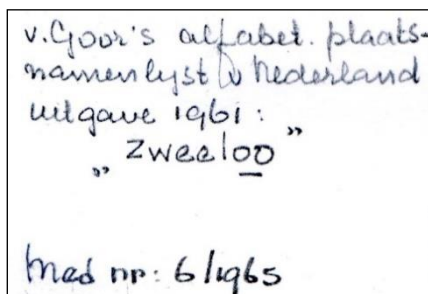 v. Goor's alfabet. plaats-
namenlyst v Nederland
uitgave 1961:
„ Zweeloo "
Med nr: 6/1965